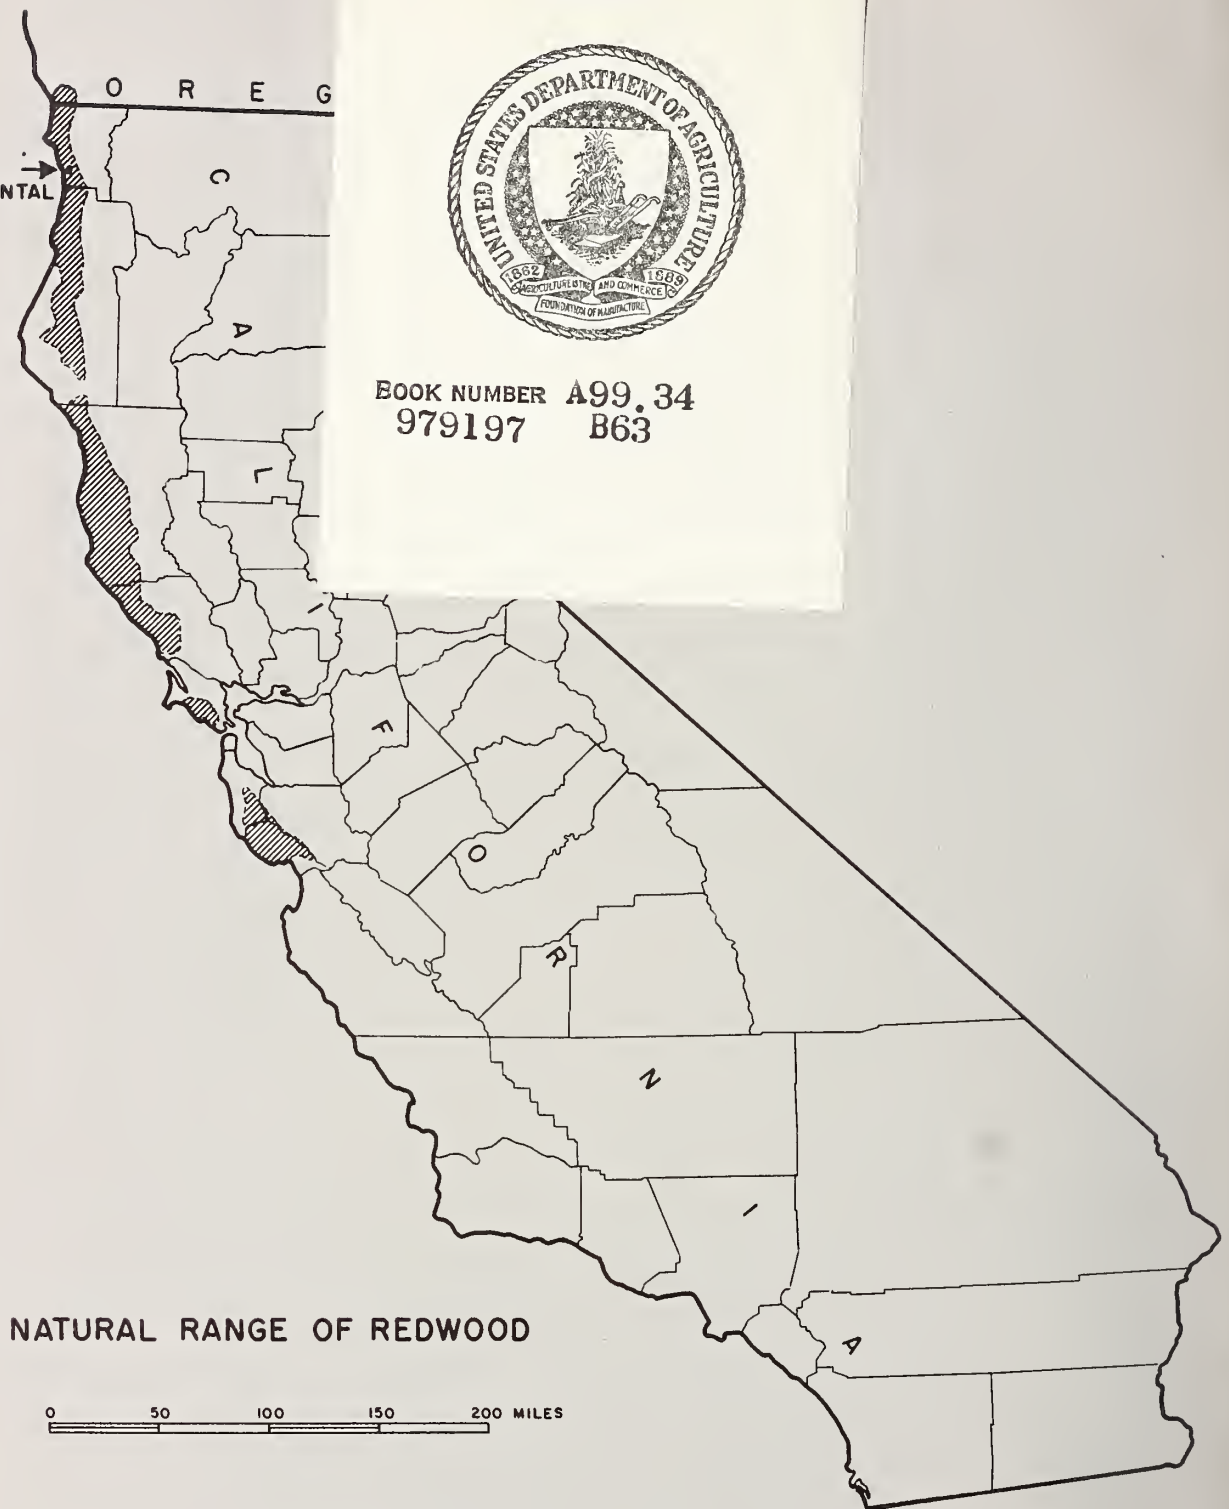 O R E G
NTAL
C
A
L
I
F
O
R
N
I
A
UNITED STATES DEPARTMENT OF AGRICULTURE
1862 1889
AGRICULTURE IS THE AND COMMERCE
FOUNDATION OF MANUFACTURE
BOOK NUMBER A99.34
979197 B63
NATURAL RANGE OF REDWOOD
0 50 100 150 200 MILES